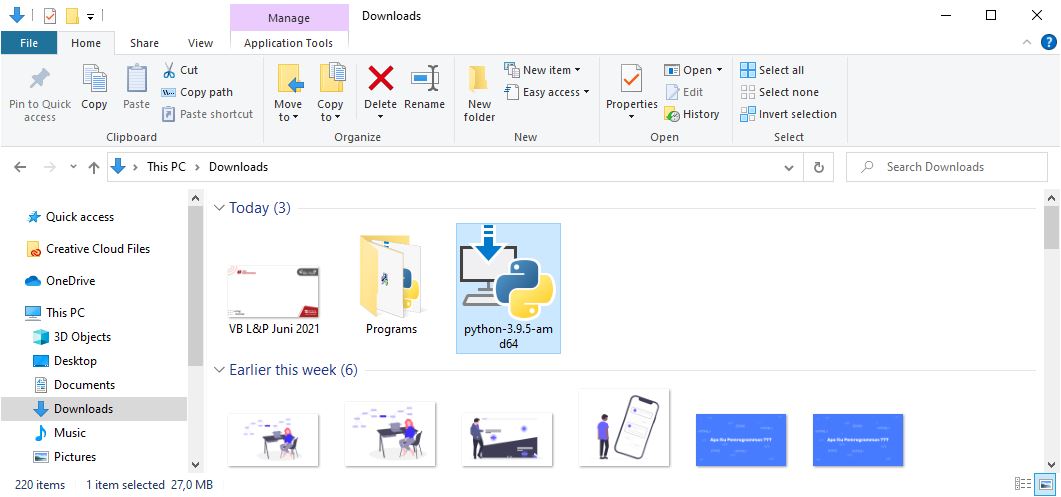 Manage
Downloads
File
Home
Share
View
Application Tools
Pin to Quick
access
Copy
Paste
Cut
Copy path
Paste shortcut
Clipboard
Move
to
Copy
to
Delete
Rename
Organize
New
folder
New item
Easy access
New
Properties
Open
Edit
History
Open
Select all
Select none
Invert selection
Select
This PC > Downloads
Search Downloads
Quick access
Creative Cloud Files
OneDrive
This PC
3D Objects
Desktop
Documents
Downloads
Music
Pictures
Today (3)
VB L&P Juni 2021
Programs
python-3.9.5-am
d64
Earlier this week (6)
Apa Itu Pemrograman ???
Apa Itu Pemrograman ???
220 items
1 item selected 27,0 MB